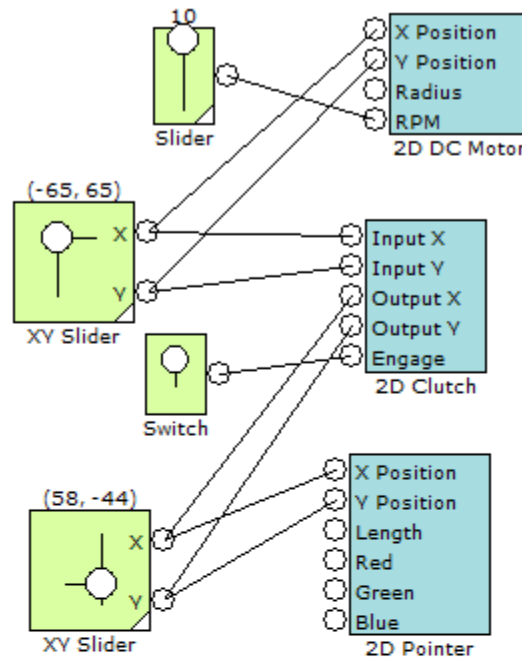 10
Slider
X Position
Y Position
Radius
RPM
2D DC Motor
(-65, 65)
X
Y
XY Slider
Input X
Input Y
Output X
Output Y
Engage
2D Clutch
Switch
(58, -44)
X
Y
XY Slider
X Position
Y Position
Length
Red
Green
Blue
2D Pointer